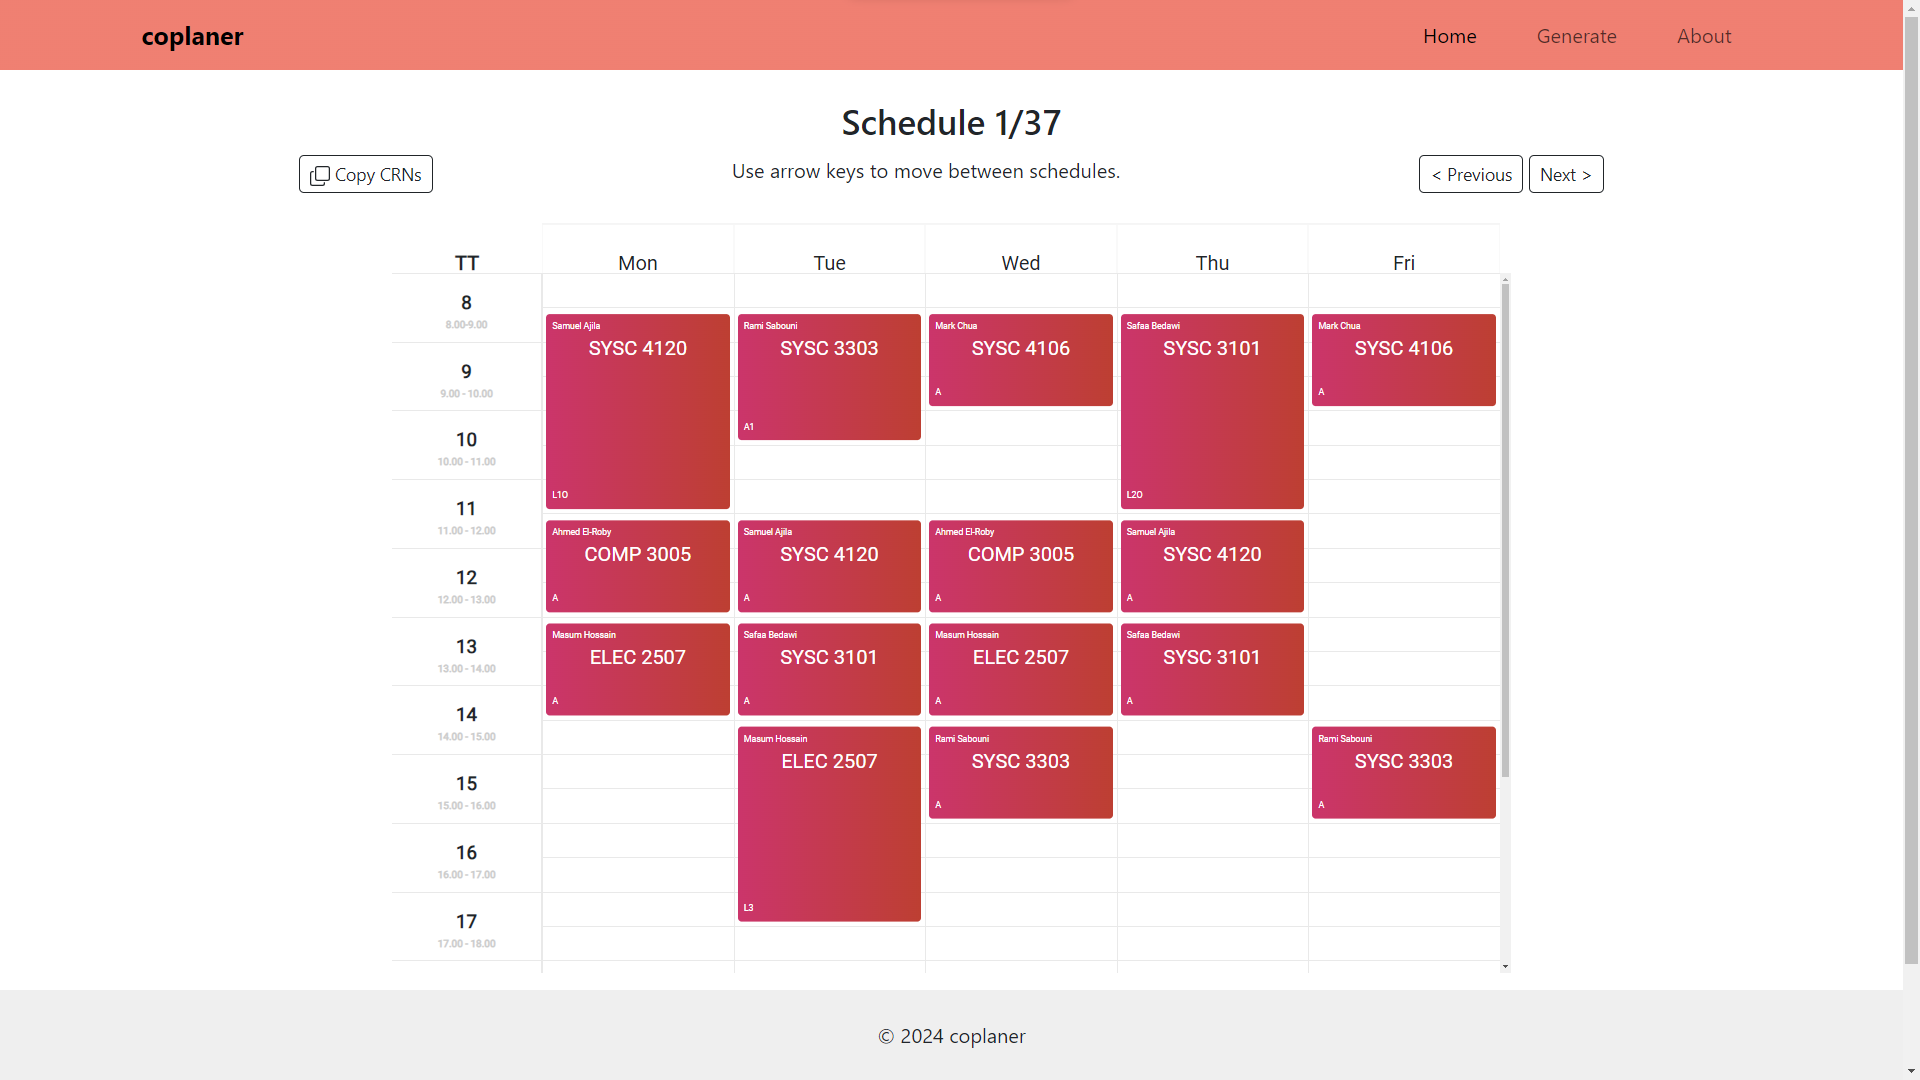 coplaner
Home Generate About
Schedule 1/37
Copy CRNs
Use arrow keys to move between schedules.
< Previous Next >
TT Mon Tue Wed Thu Fri
8
8.00-9.00
Samuel Ajila
SYSC 4120
L1O
Rami Sabouni
SYSC 3303
A1
Mark Chua
SYSC 4106
A
Safaa Bedawi
SYSC 3101
L2O
Mark Chua
SYSC 4106
A
9
9.00 - 10.00
10
10.00 - 11.00
11
11.00 - 12.00
Ahmed El-Roby
COMP 3005
A
Samuel Ajila
SYSC 4120
A
Ahmed El-Roby
COMP 3005
A
Samuel Ajila
SYSC 4120
A
12
12.00 - 13.00
13
13.00 - 14.00
Masum Hossain
ELEC 2507
A
Safaa Bedawi
SYSC 3101
A
Masum Hossain
ELEC 2507
A
Safaa Bedawi
SYSC 3101
A
14
14.00 - 15.00
Masum Hossain
ELEC 2507
L3
Rami Sabouni
SYSC 3303
A
Rami Sabouni
SYSC 3303
A
15
15.00 - 16.00
16
16.00 - 17.00
17
17.00 - 18.00
© 2024 coplaner